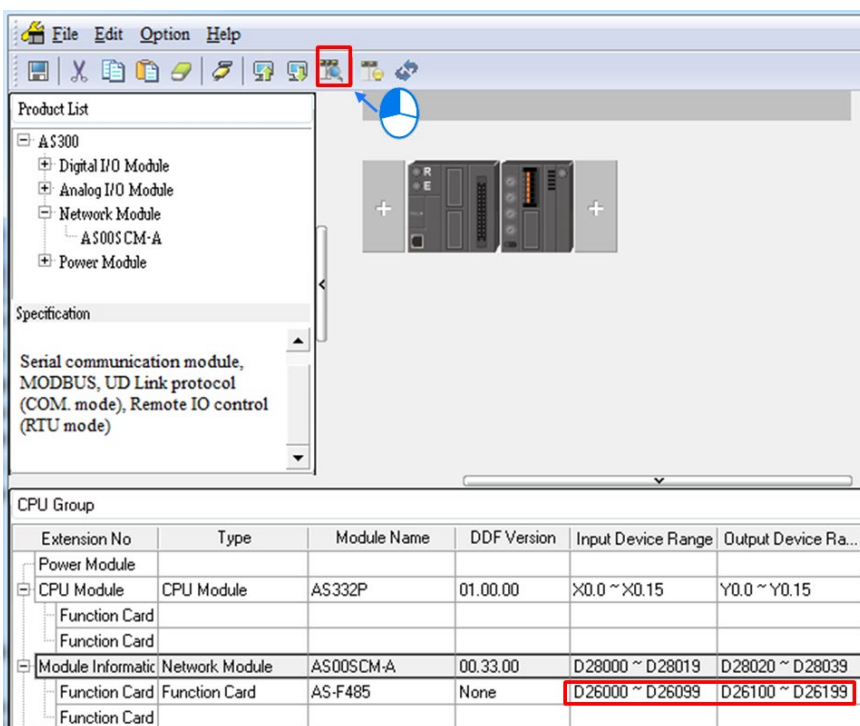 File Edit Option Help
Product List
AS300
Digital I/O Module
Analog I/O Module
Network Module
AS00SCM-A
Power Module
Specification
Serial communication module,
MODBUS, UD Link protocol
(COM. mode), Remote IO control
(RTU mode)
R
E
CPU Group
Extension No Type Module Name DDF Version Input Device Range Output Device Ra...
Power Module
CPU Module CPU Module AS332P 01.00.00 X0.0 ~ X0.15 Y0.0 ~ Y0.15
Function Card
Function Card
Module Informatic Network Module AS00SCM-A 00.33.00 D28000 ~ D28019 D28020 ~ D28039
Function Card Function Card AS-F485 None D26000 ~ D26099 D26100 ~ D26199
Function Card